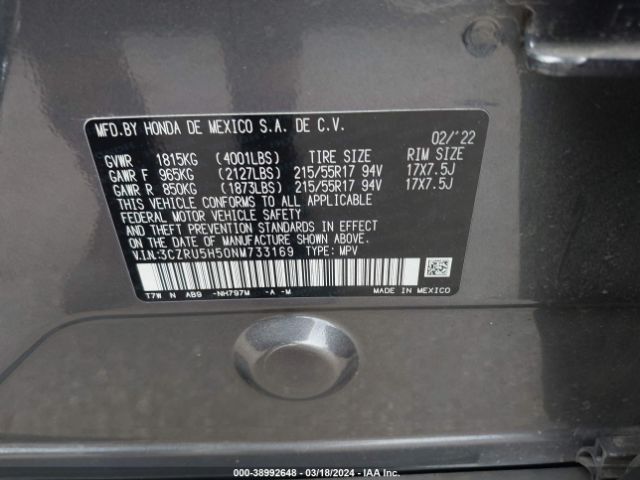 MFD.BY HONDA DE MEXICO S.A. DE C.V.
02/'22
GVWR 1815KG (4001LBS) TIRE SIZE RIM SIZE
GAWR F 965KG (2127LBS) 215/55R17 94V 17X7.5J
GAWR R 850KG (1873LBS) 215/55R17 94V 17X7.5J
THIS VEHICLE CONFORMS TO ALL APPLICABLE
FEDERAL MOTOR VEHICLE SAFETY
AND THEFT PREVENTION STANDARDS IN EFFECT
ON THE DATE OF MANUFACTURE SHOWN ABOVE.
V.I.N.:3CZRU5H50NM733169 TYPE: MPV
T7W N AB9 -NH797M -A -M MADE IN MEXICO
COPART 000-38992648 - 03/18/2024 - IAA Inc.